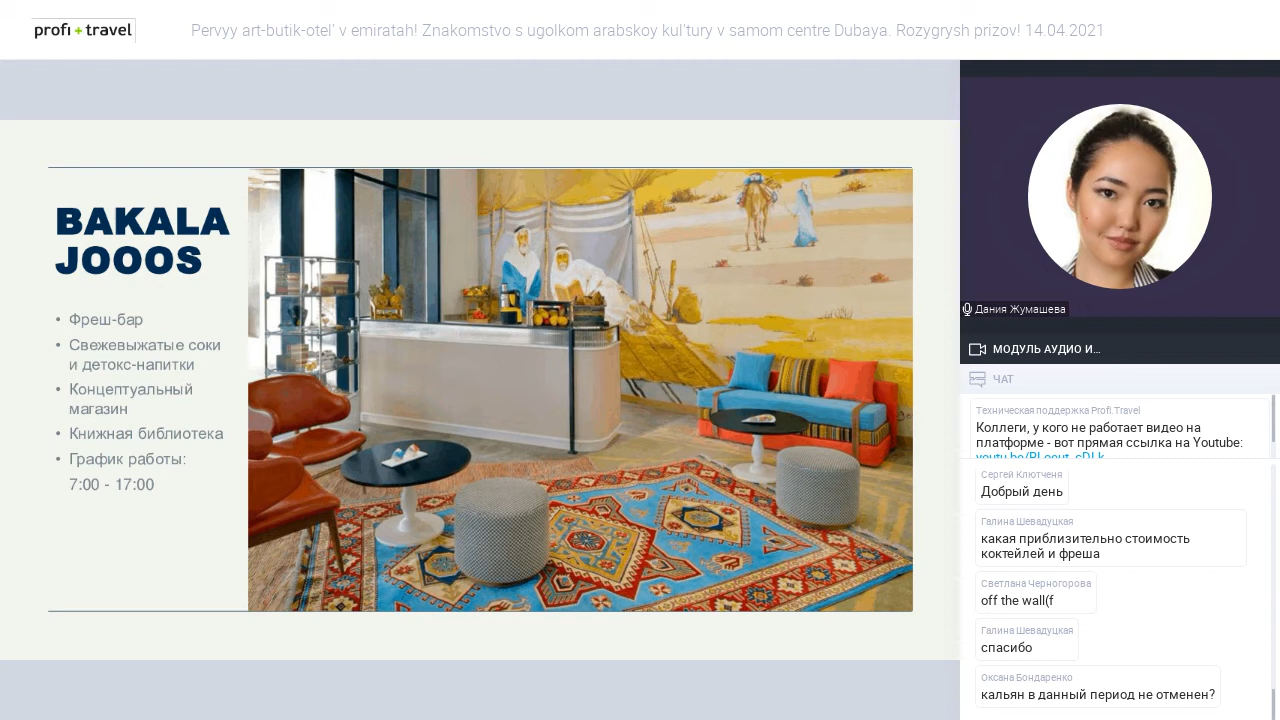 profi + travel
Pervyy art-butik-otel' v emiratah! Znakomstvo s ugolkom arabskoy kul'tury v samom centre Dubaya. Rozygrysh prizov! 14.04.2021
BAKALA
JOOOS
• Фреш-бар
• Свежевыжатые соки
и детокс-напитки
• Концептуальный
магазин
• Книжная библиотека
• График работы:
7:00 - 17:00
Дания Жумашева
МОДУЛЬ АУДИО И...
ЧАТ
Техническая поддержка Profi.Travel
Коллеги, у кого не работает видео на
платформе - вот прямая ссылка на Youtube:
Сергей Клютченя
Добрый день
Галина Шевадуцкая
какая приблизительно стоимость
коктейлей и фреша
Светлана Черногорова
off the wall(f
Галина Шевадуцкая
спасибо
Оксана Бондаренко
кальян в данный период не отменен?